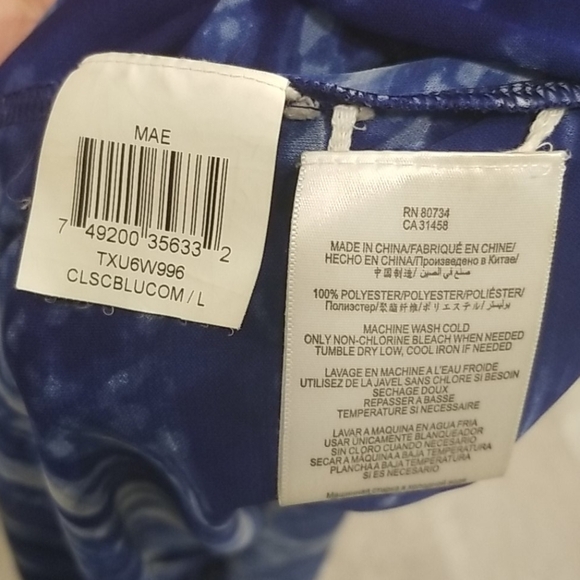 MAE
7 49200 35633 2
TXU6W996
CLSCBLUCOM / L
RN 80734
CA 31458
MADE IN CHINA/FABRIQUÉ EN CHINE/
HECHO EN CHINA/Произведено в Китае/
中国制造/ صنع في الصين/
100% POLYESTER/POLYESTER/POLIÉSTER/
Полиэстер/聚酯纤维/ポリエステル/ بوليستر
MACHINE WASH COLD
ONLY NON-CHLORINE BLEACH WHEN NEEDED
TUMBLE DRY LOW, COOL IRON IF NEEDED
LAVAGE EN MACHINE A L'EAU FROIDE
UTILISEZ DE LA JAVEL SANS CHLORE SI BESOIN
SECHAGE DOUX
REPASSER A BASSE
TEMPERATURE SI NECESSAIRE
LAVAR A MAQUINA EN AGUA FRIA
USAR ÚNICAMENTE BLANQUEADOR
SIN CLORO CUANDO NECESARIO
SECAR A MAQUINA A BAJA TEMPERATURA
PLANCHA A BAJA TEMPERATURA
SI ES NECESARIO